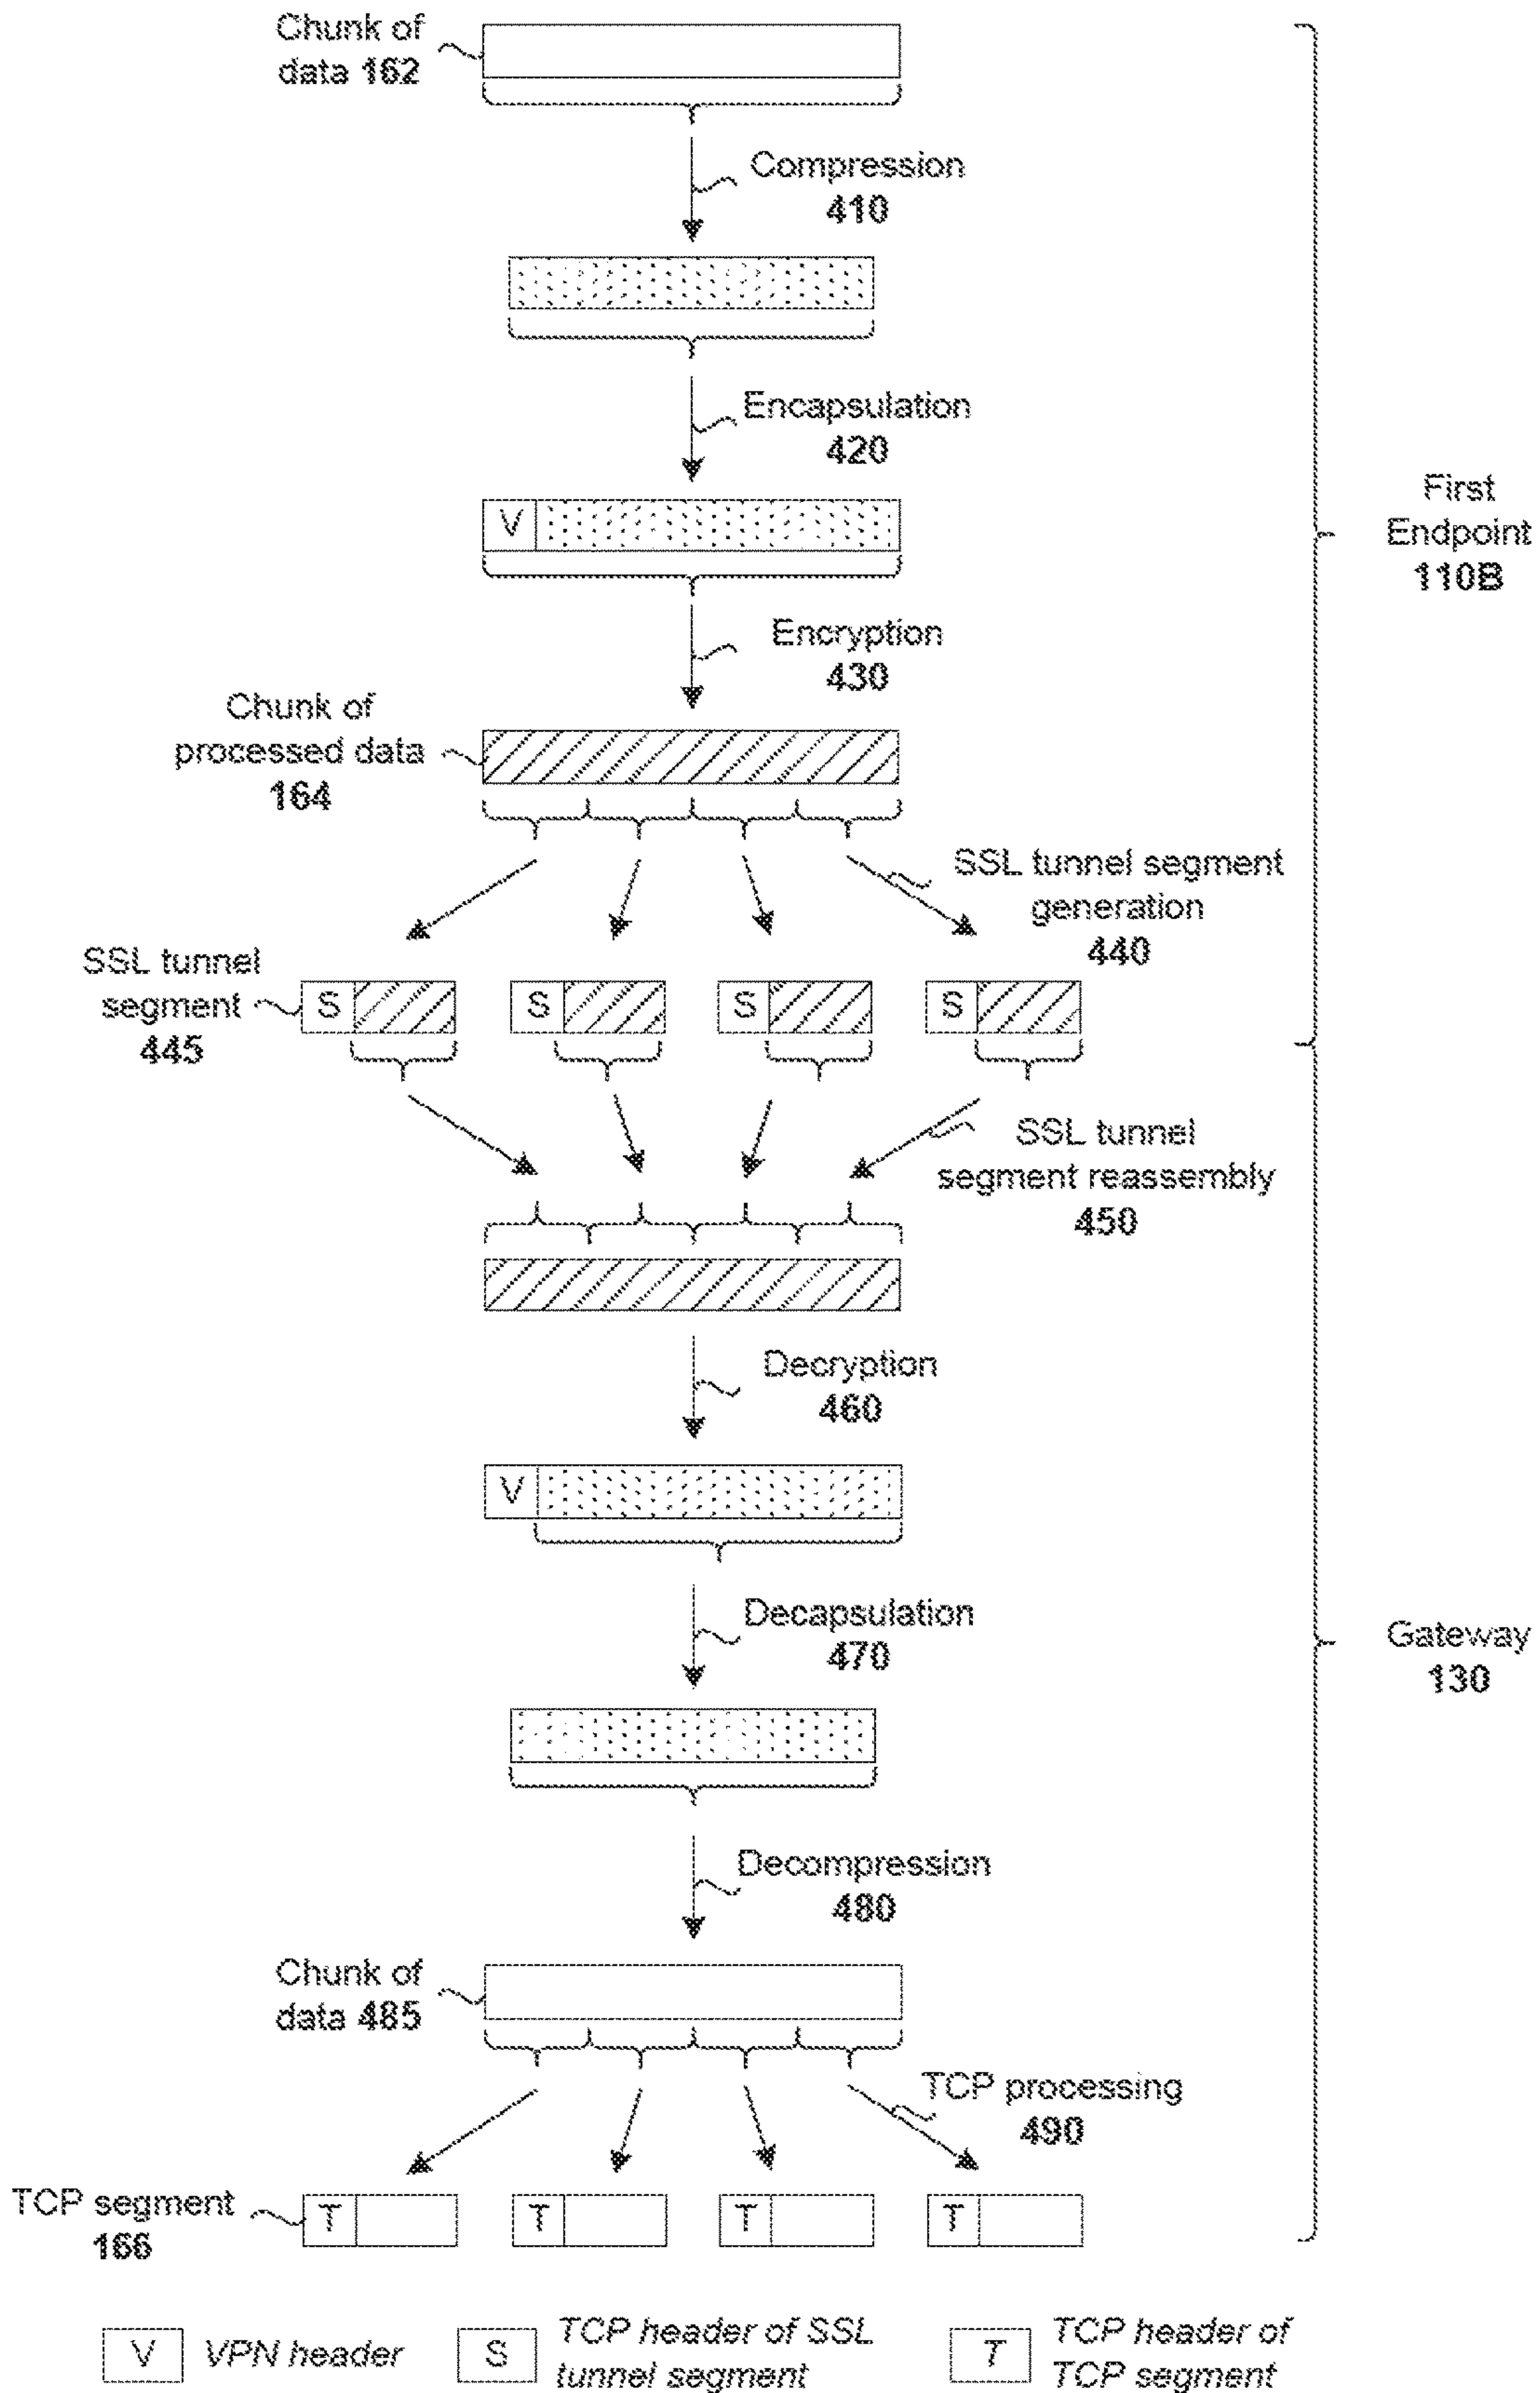 Chunk of
data 162
Compression
410
Encapsulation
420
V
First
Endpoint
110B
Encryption
430
Chunk of
processed data
164
SSL tunnel segment
generation
440
SSL tunnel
segment
445
S
S
S
S
SSL tunnel
segment reassembly
450
Decryption
460
V
Decapsulation
470
Gateway
130
Decompression
480
Chunk of
data 485
TCP processing
490
TCP segment
166
T
T
T
T
V
VPN header
S
TCP header of SSL
tunnel segment
T
TCP header of
TCP segment